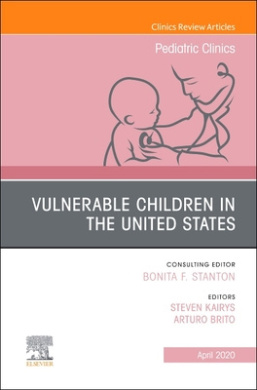 Clinics Review Articles
Pediatric Clinics
VULNERABLE CHILDREN IN
THE UNITED STATES
CONSULTING EDITOR
BONITA F. STANTON
EDITORS
STEVEN KAIRYS
ARTURO BRITO
ELSEVIER
April 2020